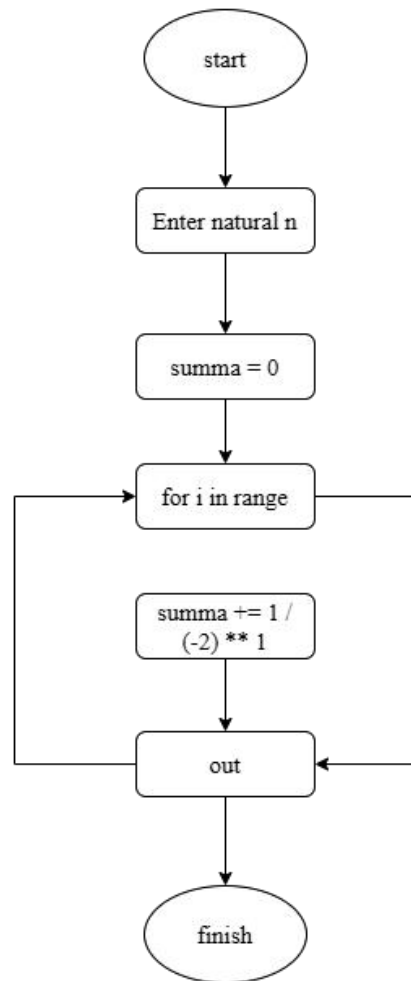 start
Enter natural n
summa = 0
for i in range
summa += 1 /
(-2) ** 1
out
finish